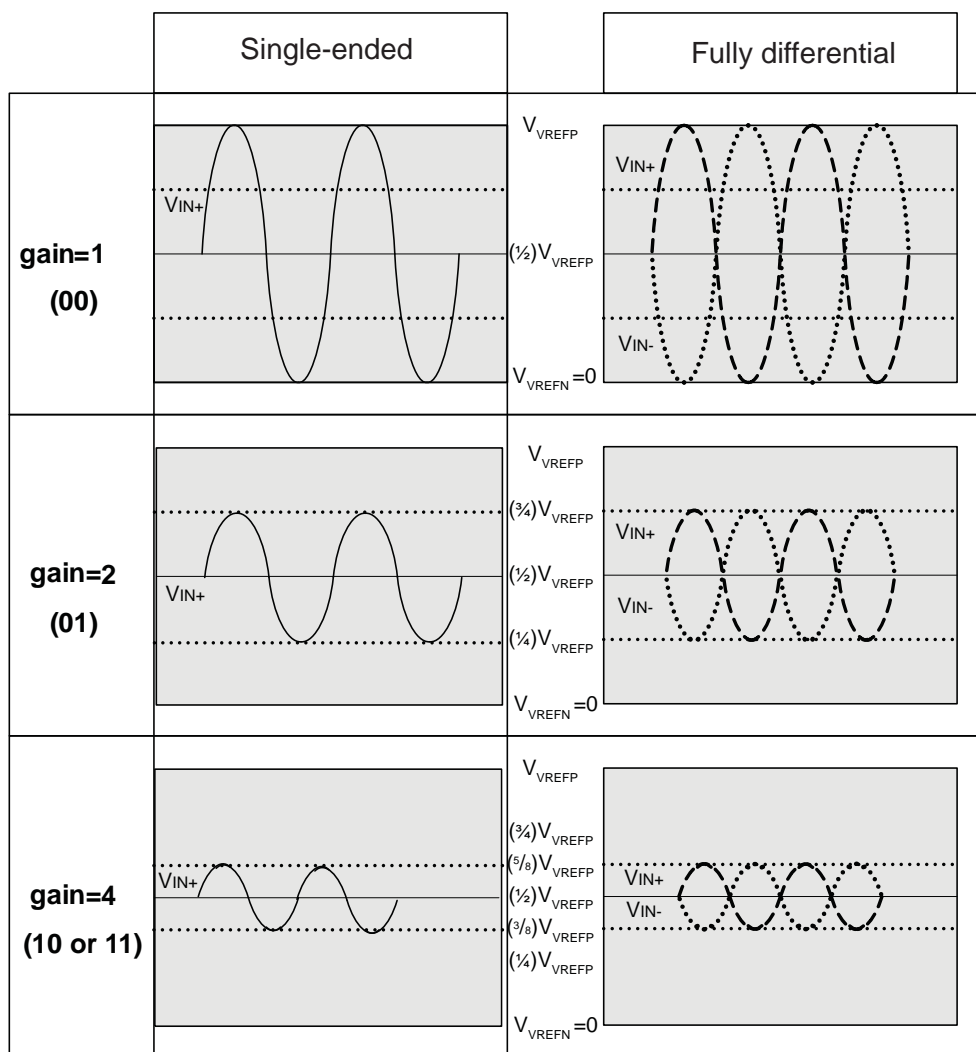 Single-ended
Fully differential
gain=1
(00)
VIN+
VVREFP
(½)VVREFP
VVREFN =0
VIN+
VIN-
gain=2
(01)
VIN+
VVREFP
(¾)VVREFP
(½)VVREFP
(¼)VVREFP
VVREFN =0
VIN+
VIN-
gain=4
(10 or 11)
VIN+
VVREFP
(¾)VVREFP
(5/8)VVREFP
(½)VVREFP
(3/8)VVREFP
(¼)VVREFP
VVREFN =0
VIN+
VIN-